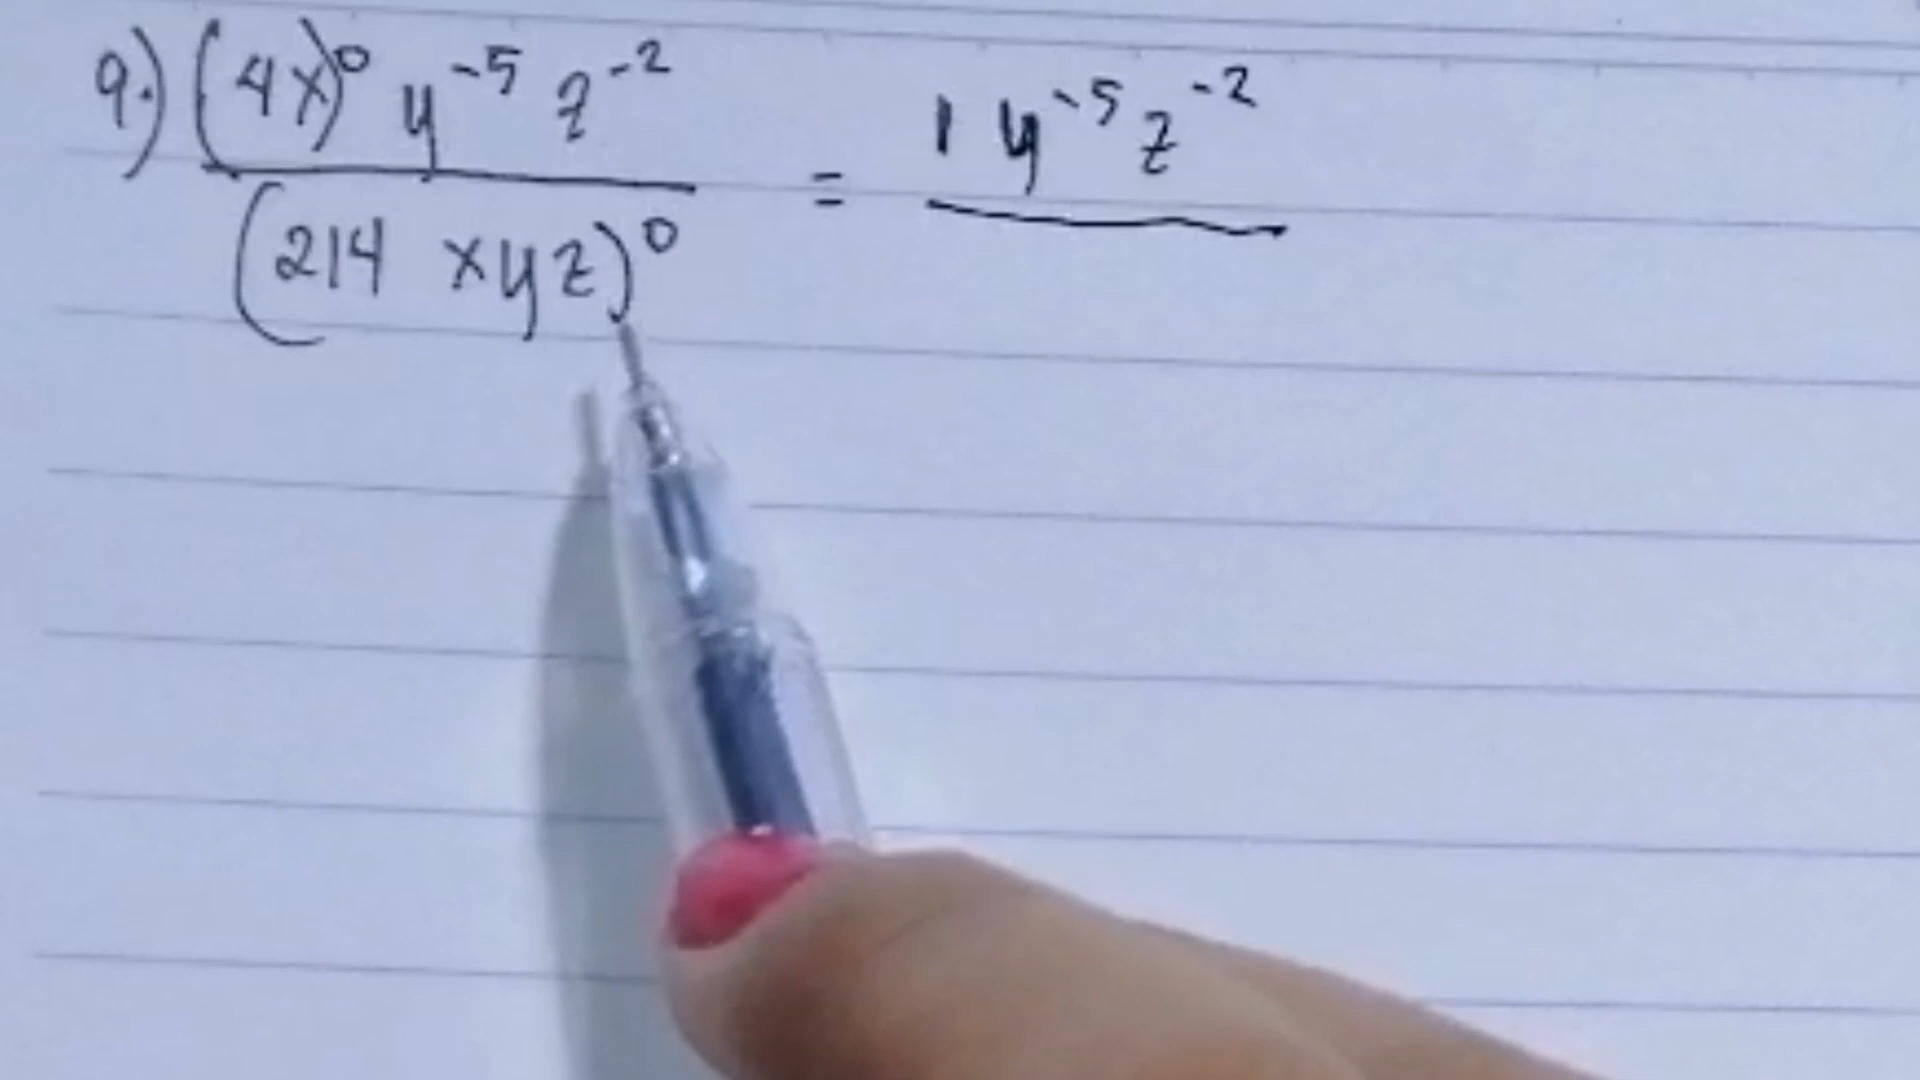 9.) (4x)⁰ y⁻⁵ z⁻² = 1 y⁻⁵ z⁻²
(214 xyz)⁰